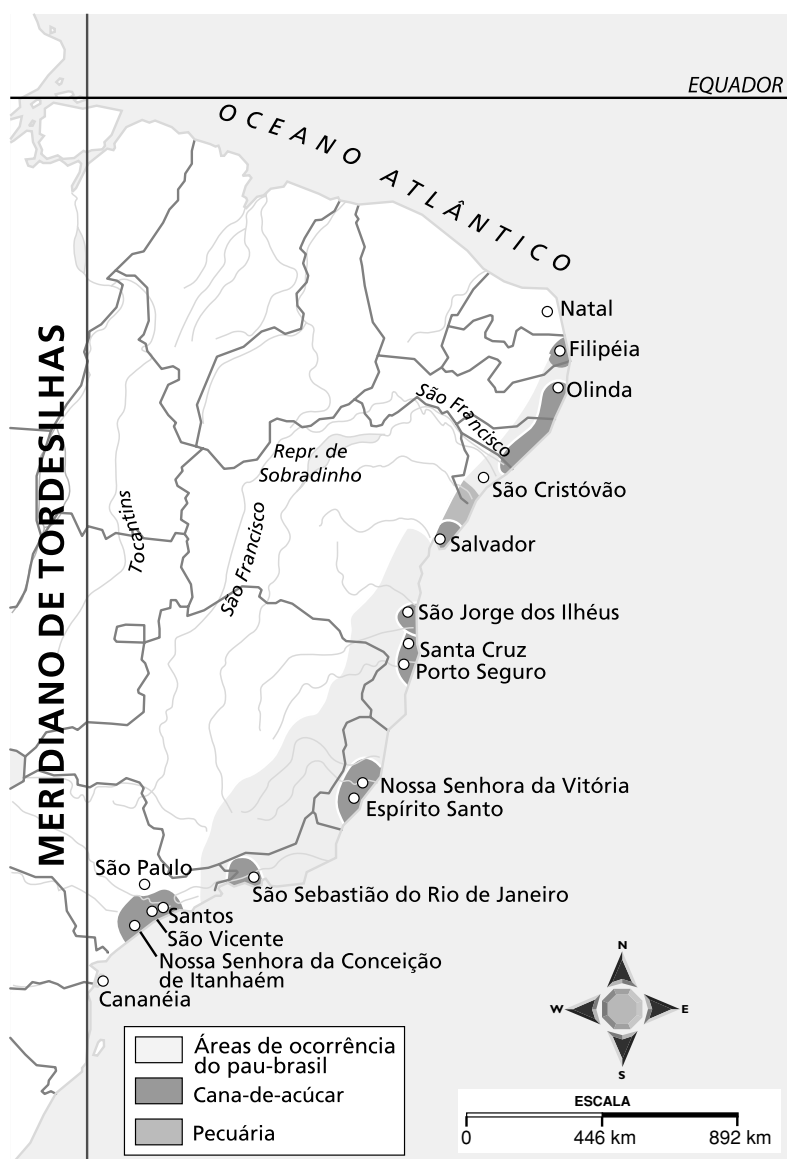 EQUADOR
OCEANO ATLÂNTICO
MERIDIANO DE TORDESILHAS
Natal
Filipéia
Olinda
São Francisco
Repr. de
Sobradinho
São Cristóvão
Tocantins
São Francisco
Salvador
São Jorge dos Ilhéus
Santa Cruz
Porto Seguro
Nossa Senhora da Vitória
Espírito Santo
São Paulo
São Sebastião do Rio de Janeiro
Santos
São Vicente
Nossa Senhora da Conceição
de Itanhaém
Cananéia
N
W
E
S
Áreas de ocorrência
do pau-brasil
Cana-de-acúcar
Pecuária
ESCALA
0 446 km 892 km